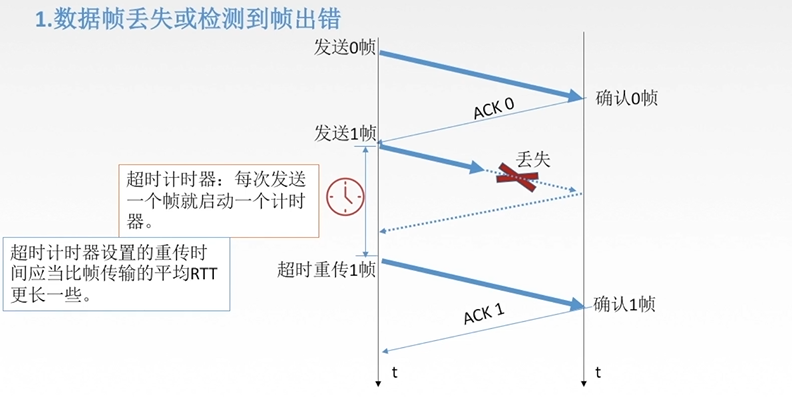 1.数据帧丢失或检测到帧出错
发送0帧
确认0帧
ACK 0
发送1帧
丢失
超时计时器：每次发送
一个帧就启动一个计时
器。
超时计时器设置的重传时
间应当比帧传输的平均RTT
更长一些。
超时重传1帧
确认1帧
ACK 1
t
t